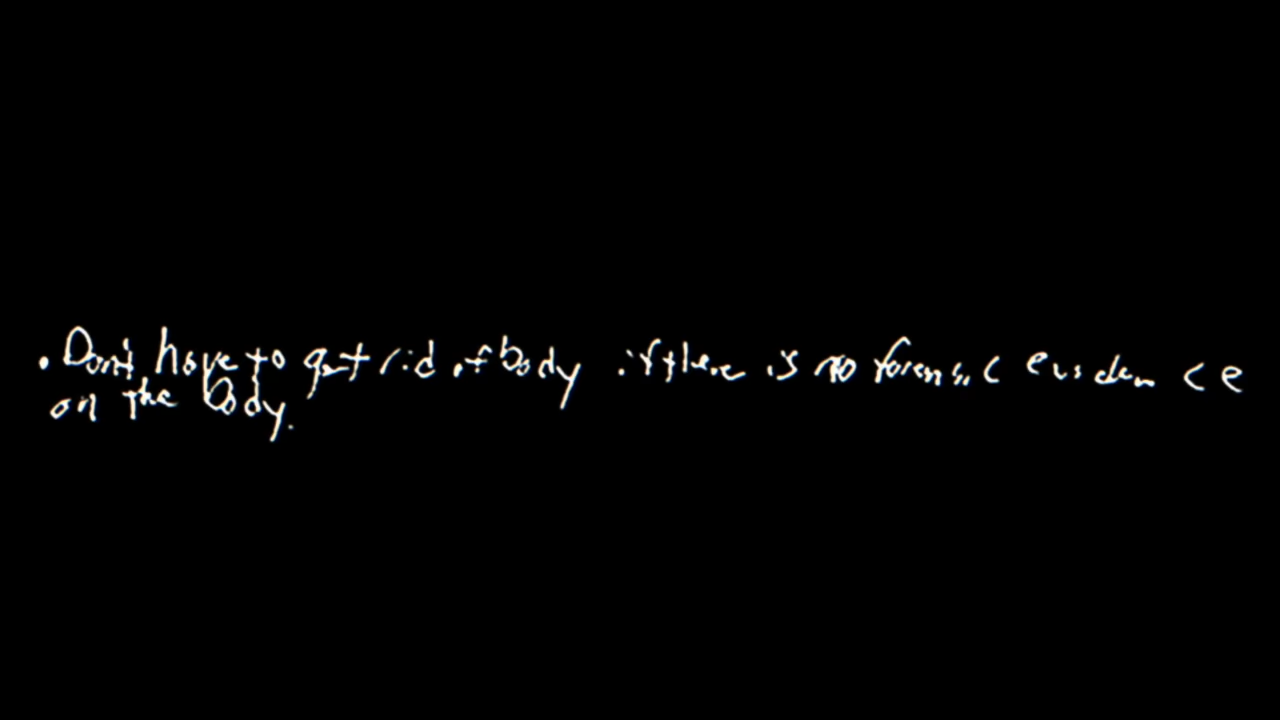 . Don't have to get rid of body if there is no forensic evidence
on the body.